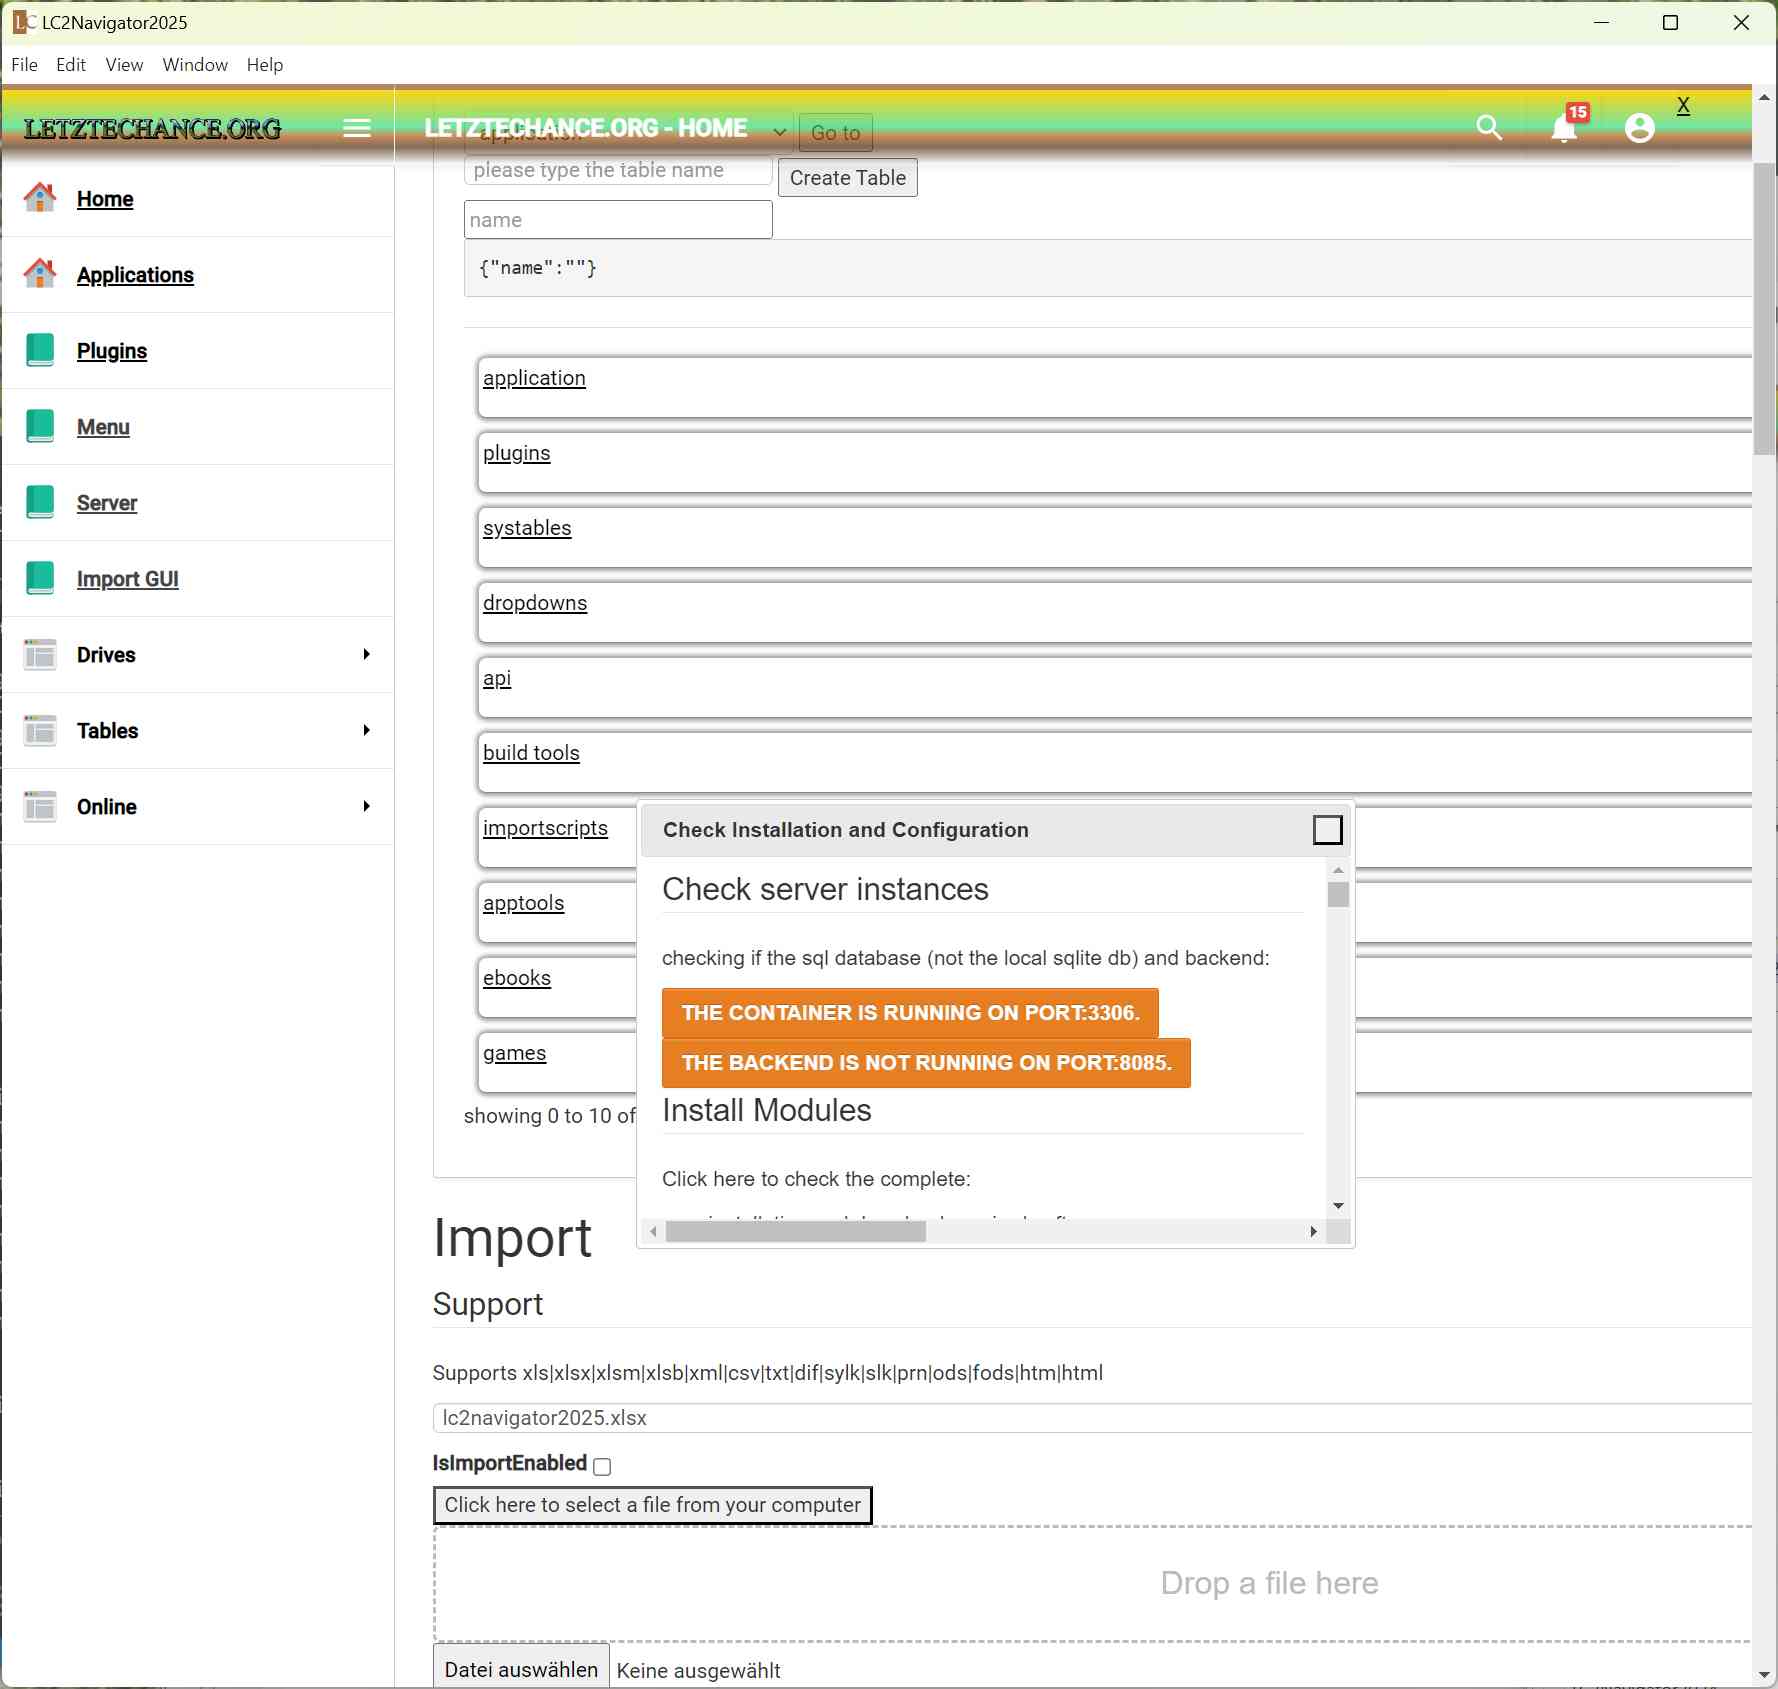 LC LC2Navigator2025
File Edit View Window Help
LETZTECHANCE.ORG
LETZTECHANCE.ORG - HOME
application
Go to
15
X
please type the table name
Create Table
name
{"name":""}
Home
Applications
Plugins
Menu
Server
Import GUI
Drives
Tables
Online
application
plugins
systables
dropdowns
api
build tools
importscripts
apptools
ebooks
games
showing 0 to 10 of
Check Installation and Configuration
Check server instances
checking if the sql database (not the local sqlite db) and backend:
THE CONTAINER IS RUNNING ON PORT:3306.
THE BACKEND IS NOT RUNNING ON PORT:8085.
Install Modules
Click here to check the complete:
Import
Support
Supports xls|xlsx|xlsm|xlsb|xml|csv|txt|dif|sylk|slk|prn|ods|fods|htm|html
lc2navigator2025.xlsx
IsImportEnabled
Click here to select a file from your computer
Drop a file here
Datei auswählen Keine ausgewählt